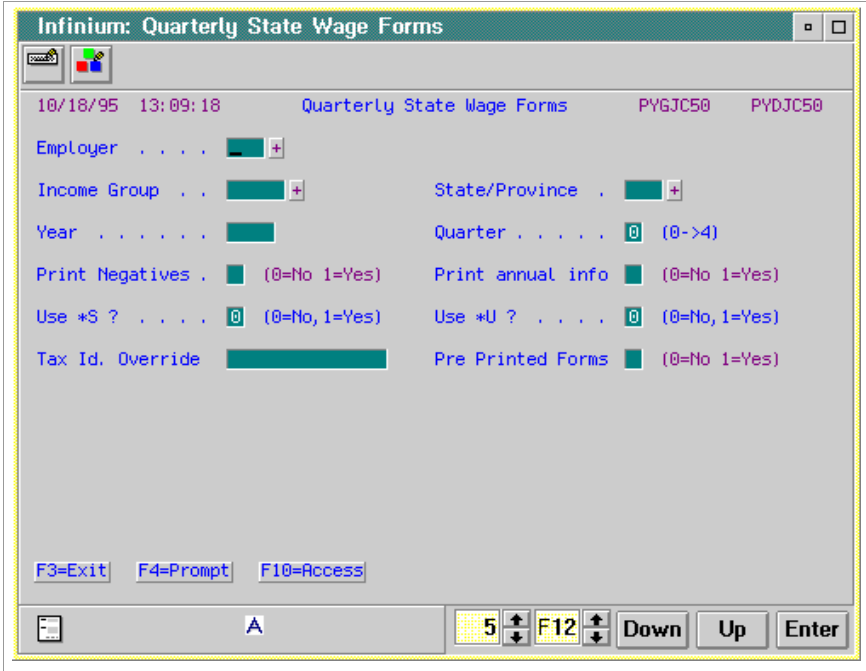 Infinium: Quarterly State Wage Forms
10/18/95 13:09:18 Quarterly State Wage Forms PYGJC50 PYDJC50
Employer . . . . +
Income Group . . + State/Province . +
Year . . . . . . Quarter . . . . . 0 (0->4)
Print Negatives . (0=No 1=Yes) Print annual info (0=No 1=Yes)
Use *S ? . . . . 0 (0=No,1=Yes) Use *U ? . . . . 0 (0=No,1=Yes)
Tax Id. Override Pre Printed Forms (0=No 1=Yes)
F3=Exit F4=Prompt F10=Access
A 5 F12 Down Up Enter